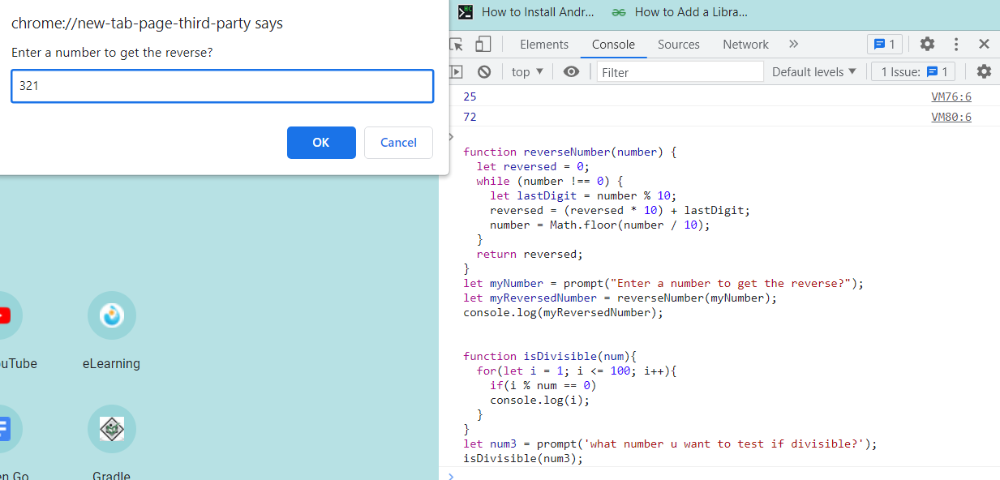 chrome://new-tab-page-third-party says
Enter a number to get the reverse?
321
OK
Cancel
YouTube
eLearning
Gradle
How to Install Andr...
How to Add a Libra...
Elements Console Sources Network » 1
top ▼ Filter Default levels ▼ 1 Issue: 1
25 VM76:6
72 VM80:6
function reverseNumber(number) {
let reversed = 0;
while (number !== 0) {
let lastDigit = number % 10;
reversed = (reversed * 10) + lastDigit;
number = Math.floor(number / 10);
}
return reversed;
}
let myNumber = prompt("Enter a number to get the reverse?");
let myReversedNumber = reverseNumber(myNumber);
console.log(myReversedNumber);
function isDivisible(num){
for(let i = 1; i <= 100; i++){
if(i % num == 0)
console.log(i);
}
}
let num3 = prompt('what number u want to test if divisible?');
isDivisible(num3);